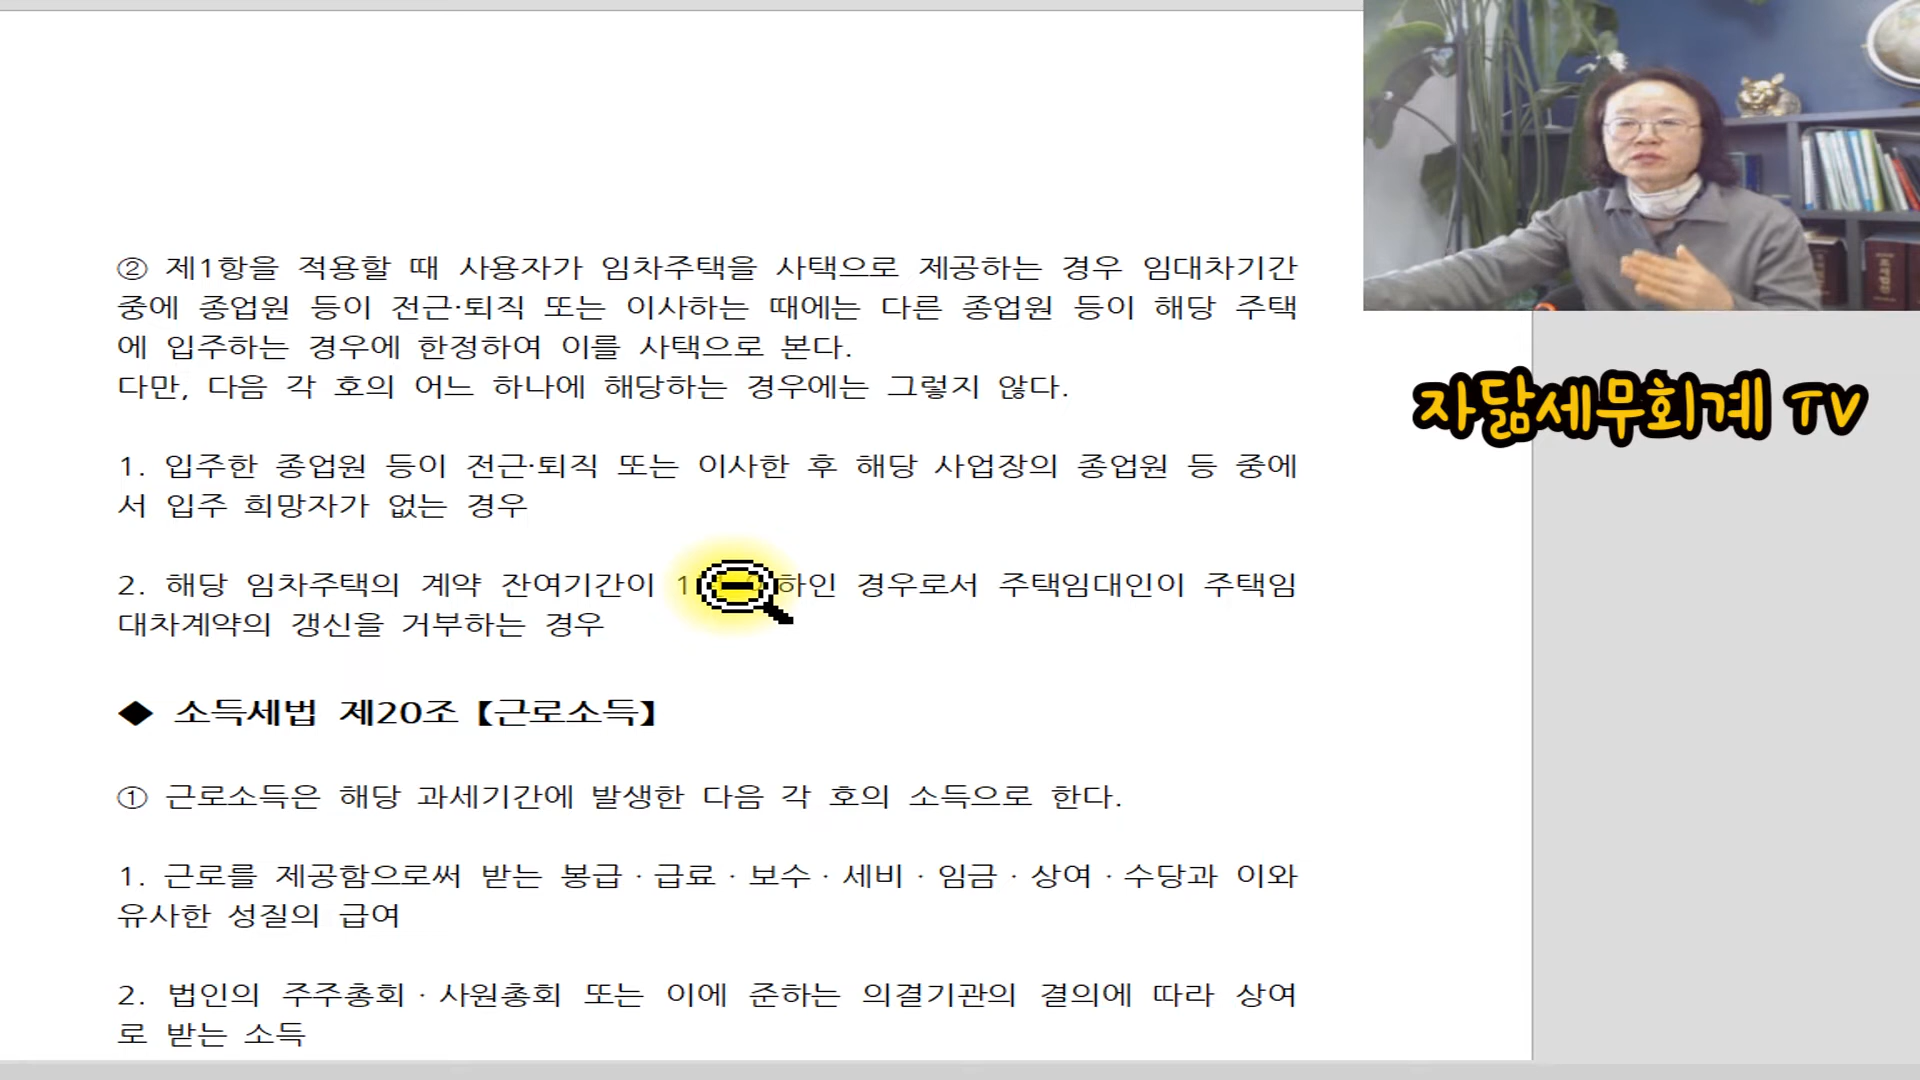 ② 제1항을 적용할 때 사용자가 임차주택을 사택으로 제공하는 경우 임대차기간
중에 종업원 등이 전근·퇴직 또는 이사하는 때에는 다른 종업원 등이 해당 주택
에 입주하는 경우에 한정하여 이를 사택으로 본다.
다만, 다음 각 호의 어느 하나에 해당하는 경우에는 그렇지 않다.
자닮세무회계 TV
1. 입주한 종업원 등이 전근·퇴직 또는 이사한 후 해당 사업장의 종업원 등 중에
서 입주 희망자가 없는 경우
2. 해당 임차주택의 계약 잔여기간이 하인 경우로서 주택임대인이 주택임
대차계약의 갱신을 거부하는 경우
◆ 소득세법 제20조【근로소득】
① 근로소득은 해당 과세기간에 발생한 다음 각 호의 소득으로 한다.
1. 근로를 제공함으로써 받는 봉급·급료·보수·세비·임금·상여·수당과 이와
유사한 성질의 급여
2. 법인의 주주총회·사원총회 또는 이에 준하는 의결기관의 결의에 따라 상여
로 받는 소득